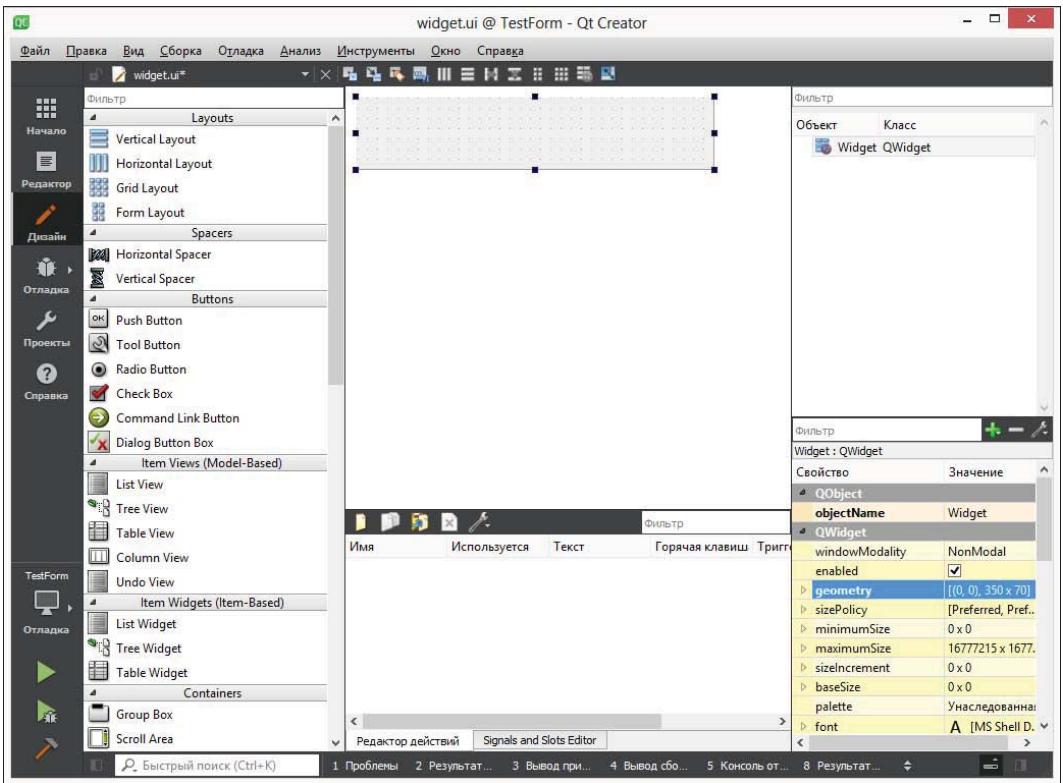 widget.ui @ TestForm - Qt Creator
Файл Правка Вид Сборка Отладка Анализ Инструменты Окно Справка
widget.ui*
Начало
Редактор
Дизайн
Отладка
Проекты
Справка
TestForm
Отладка
Фильтр
Layouts
Vertical Layout
Horizontal Layout
Grid Layout
Form Layout
Spacers
Horizontal Spacer
Vertical Spacer
Buttons
OK Push Button
Tool Button
Radio Button
Check Box
Command Link Button
Dialog Button Box
Item Views (Model-Based)
List View
Tree View
Table View
Column View
Undo View
Item Widgets (Item-Based)
List Widget
Tree Widget
Table Widget
Containers
Group Box
Scroll Area
Фильтр
Имя Используется Текст Горячая клавиш Тригге
Редактор действий Signals and Slots Editor
Фильтр
Объект Класс
Widget QWidget
Фильтр
Widget : QWidget
Свойство Значение
QObject
objectName Widget
QWidget
windowModality NonModal
enabled
geometry [(0, 0), 350 x 70]
sizePolicy [Preferred, Pref...
minimumSize 0 x 0
maximumSize 16777215 x 1677...
sizeIncrement 0 x 0
baseSize 0 x 0
palette Унаследованная
font A [MS Shell D...
Быстрый поиск (Ctrl+K) 1 Проблемы 2 Результат... 3 Вывод при... 4 Вывод сбо... 5 Консоль от... 8 Результат...